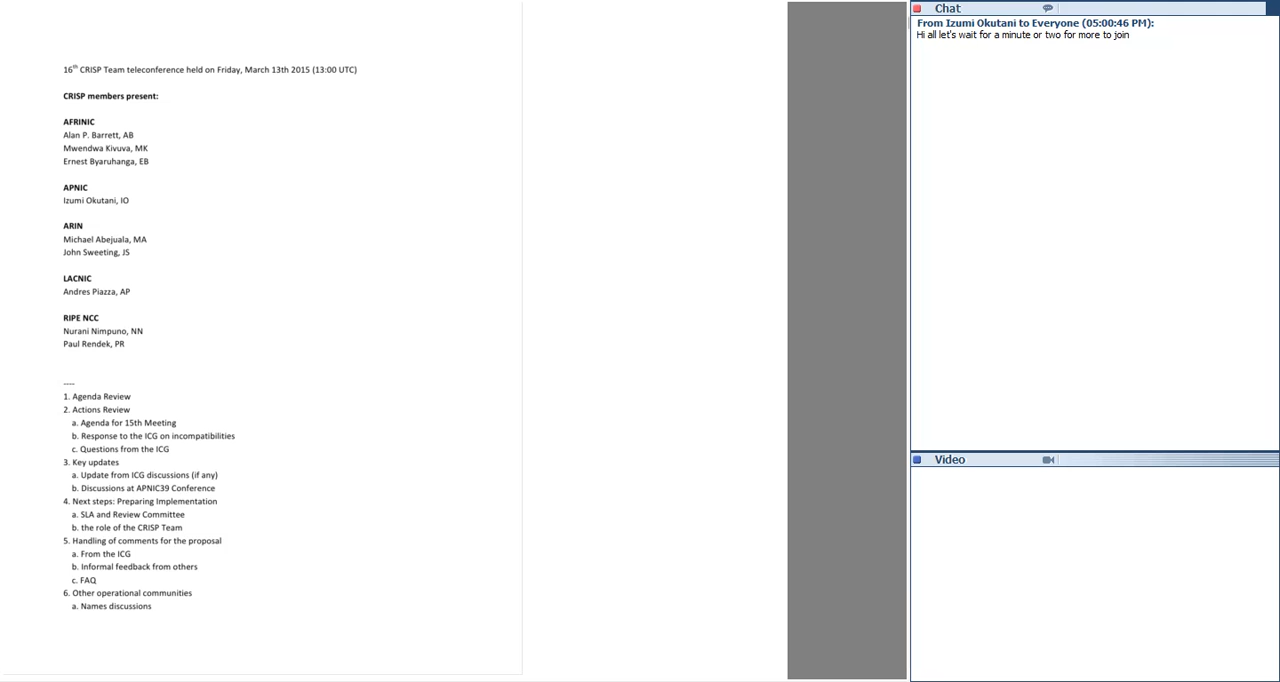 16th CRISP Team teleconference held on Friday, March 13th 2015 (13:00 UTC)
CRISP members present:
AFRINIC
Alan P. Barrett, AB
Mwendwa Kivuva, MK
Ernest Byaruhanga, EB
APNIC
Izumi Okutani, IO
ARIN
Michael Abejuala, MA
John Sweeting, JS
LACNIC
Andres Piazza, AP
RIPE NCC
Nurani Nimpuno, NN
Paul Rendek, PR
----
1. Agenda Review
2. Actions Review
a. Agenda for 15th Meeting
b. Response to the ICG on incompatibilities
c. Questions from the ICG
3. Key updates
a. Update from ICG discussions (if any)
b. Discussions at APNIC39 Conference
4. Next steps: Preparing Implementation
a. SLA and Review Committee
b. the role of the CRISP Team
5. Handling of comments for the proposal
a. From the ICG
b. Informal feedback from others
c. FAQ
6. Other operational communities
a. Names discussions
Chat
From Izumi Okutani to Everyone (05:00:46 PM):
Hi all let's wait for a minute or two for more to join
Video